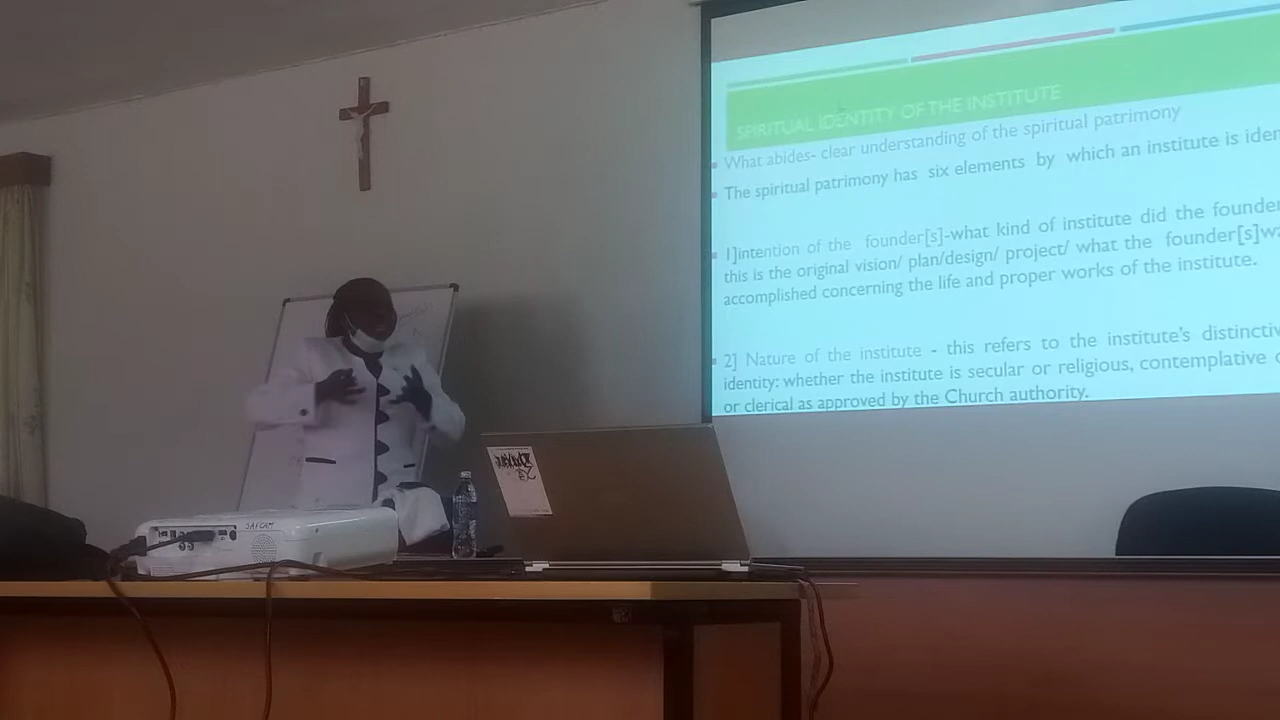 SPIRITUAL IDENTITY OF THE INSTITUTE
What abides- clear understanding of the spiritual patrimony
The spiritual patrimony has six elements by which an institute is iden
1]intention of the founder[s]-what kind of institute did the founder
this is the original vision/ plan/design/ project/ what the founder[s]wa
accomplished concerning the life and proper works of the institute.
2] Nature of the institute - this refers to the institute's distinctiv
identity: whether the institute is secular or religious, contemplative o
or clerical as approved by the Church authority.